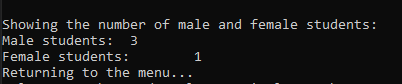 Showing the number of male and female students:
Male students:  3
Female students:         1
Returning to the menu...